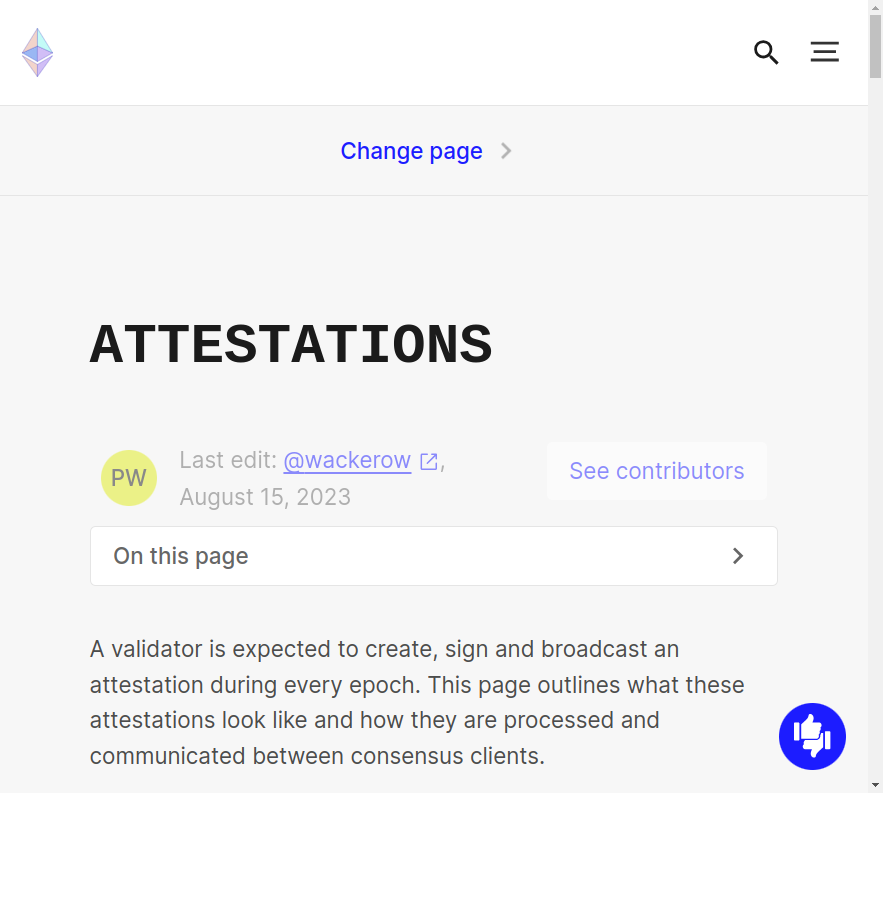 Change page
ATTESTATIONS
PW
Last edit: @wackerow ,
August 15, 2023
See contributors
On this page
A validator is expected to create, sign and broadcast an
attestation during every epoch. This page outlines what these
attestations look like and how they are processed and
communicated between consensus clients.